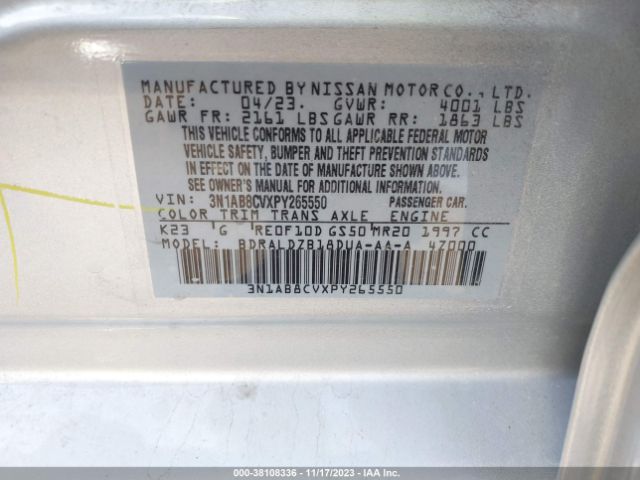 MANUFACTURED BY NISSAN MOTOR CO., LTD.
DATE: 04/23. GVWR: 4001 LBS
GAWR FR: 2161 LBS GAWR RR: 1863 LBS
THIS VEHICLE CONFORMS TO ALL APPLICABLE FEDERAL MOTOR
VEHICLE SAFETY, BUMPER AND THEFT PREVENTION STANDARDS
IN EFFECT ON THE DATE OF MANUFACTURE SHOWN ABOVE.
SEE OWNER'S MANUAL FOR ADDITIONAL INFORMATION.
VIN: 3N1AB8CVXPY265550 PASSENGER CAR.
COLOR TRIM TRANS AXLE ENGINE
K23 G RE0F10D GS50 MR20 1997 CC
MODEL: BDRALDZB18DUA-AA-A 4Z000
3N1AB8CVXPY265550
000-38108336 - 11/17/2023 - IAA Inc.